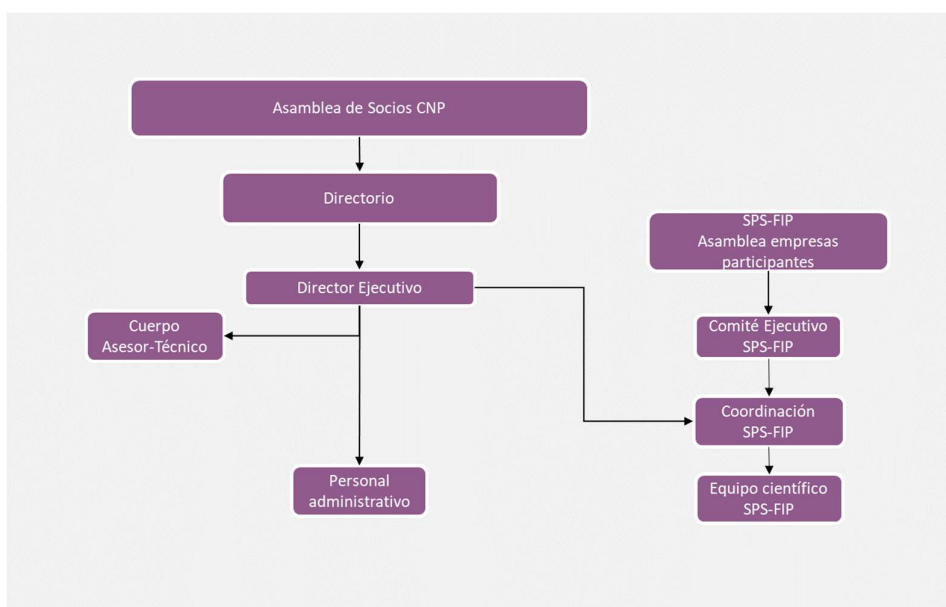 Asamblea de Socios CNP
Directorio
Director Ejecutivo
Cuerpo
Asesor-Técnico
Personal
administrativo
SPS-FIP
Asamblea empresas
participantes
Comité Ejecutivo
SPS-FIP
Coordinación
SPS-FIP
Equipo científico
SPS-FIP